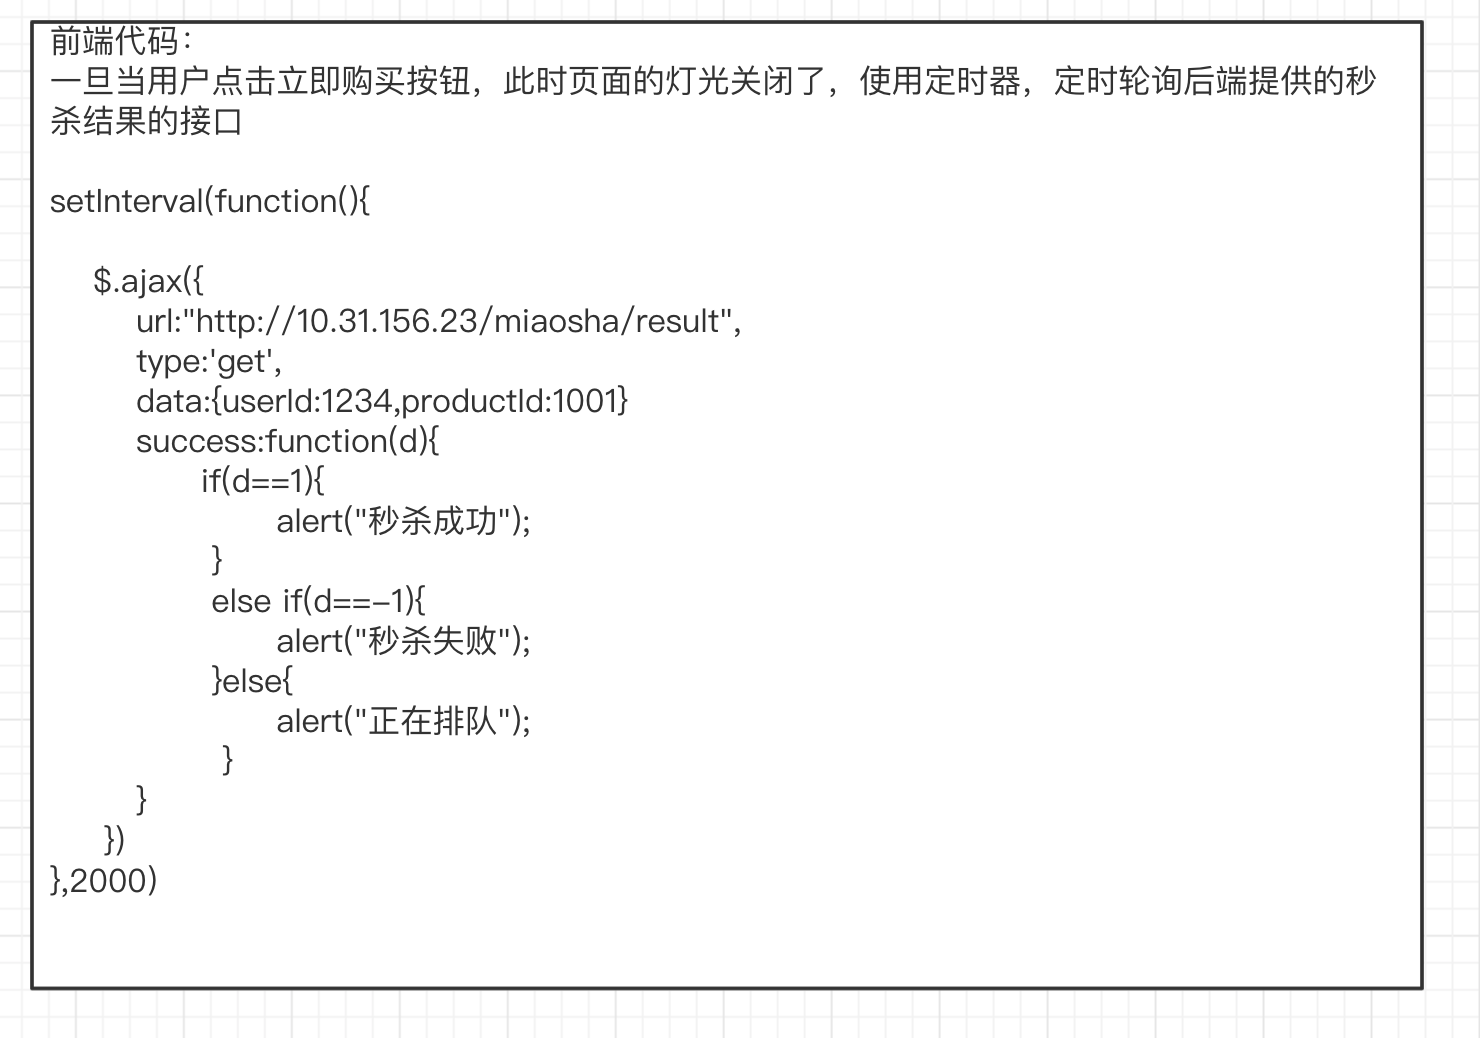 前端代码：
一旦当用户点击立即购买按钮，此时页面的灯光关闭了，使用定时器，定时轮询后端提供的秒
杀结果的接口
setInterval(function(){
$.ajax({
url:"http://10.31.156.23/miaosha/result",
type:'get',
data:{userId:1234,productId:1001}
success:function(d){
if(d==1){
alert("秒杀成功");
}
else if(d==-1){
alert("秒杀失败");
}else{
alert("正在排队");
}
}
})
},2000)